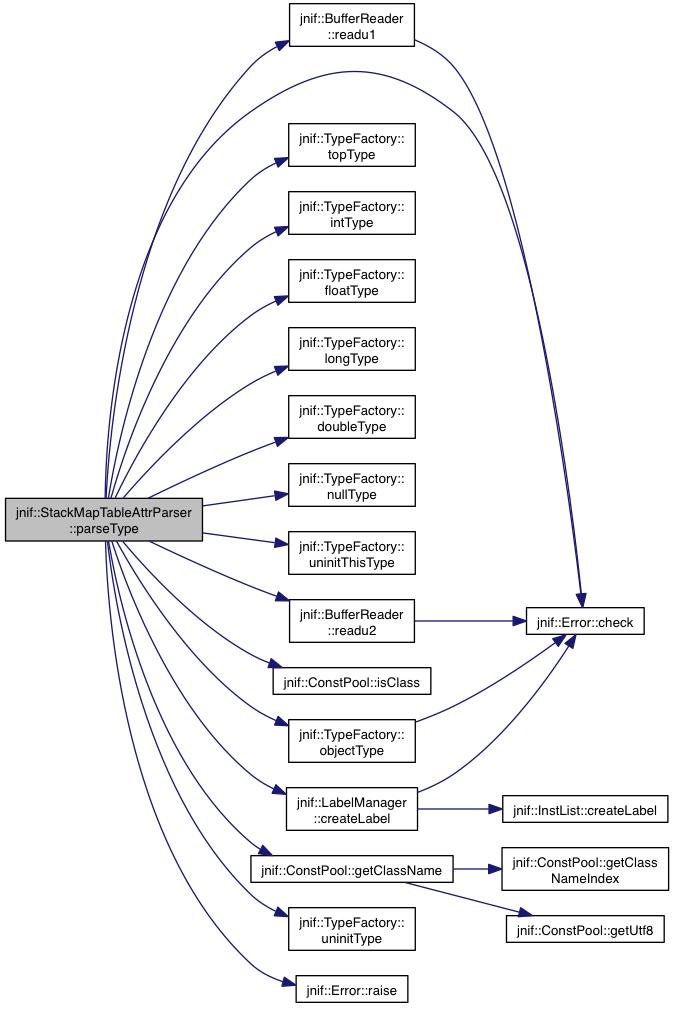 jnif::BufferReader
::readu1
jnif::TypeFactory::
topType
jnif::TypeFactory::
intType
jnif::TypeFactory::
floatType
jnif::TypeFactory::
longType
jnif::TypeFactory::
doubleType
jnif::TypeFactory::
nullType
jnif::StackMapTableAttrParser
::parseType
jnif::TypeFactory::
uninitThisType
jnif::BufferReader
::readu2
jnif::Error::check
jnif::ConstPool::isClass
jnif::TypeFactory::
objectType
jnif::LabelManager
::createLabel
jnif::InstList::createLabel
jnif::ConstPool::getClassName
jnif::ConstPool::getClass
NameIndex
jnif::TypeFactory::
uninitType
jnif::ConstPool::getUtf8
jnif::Error::raise